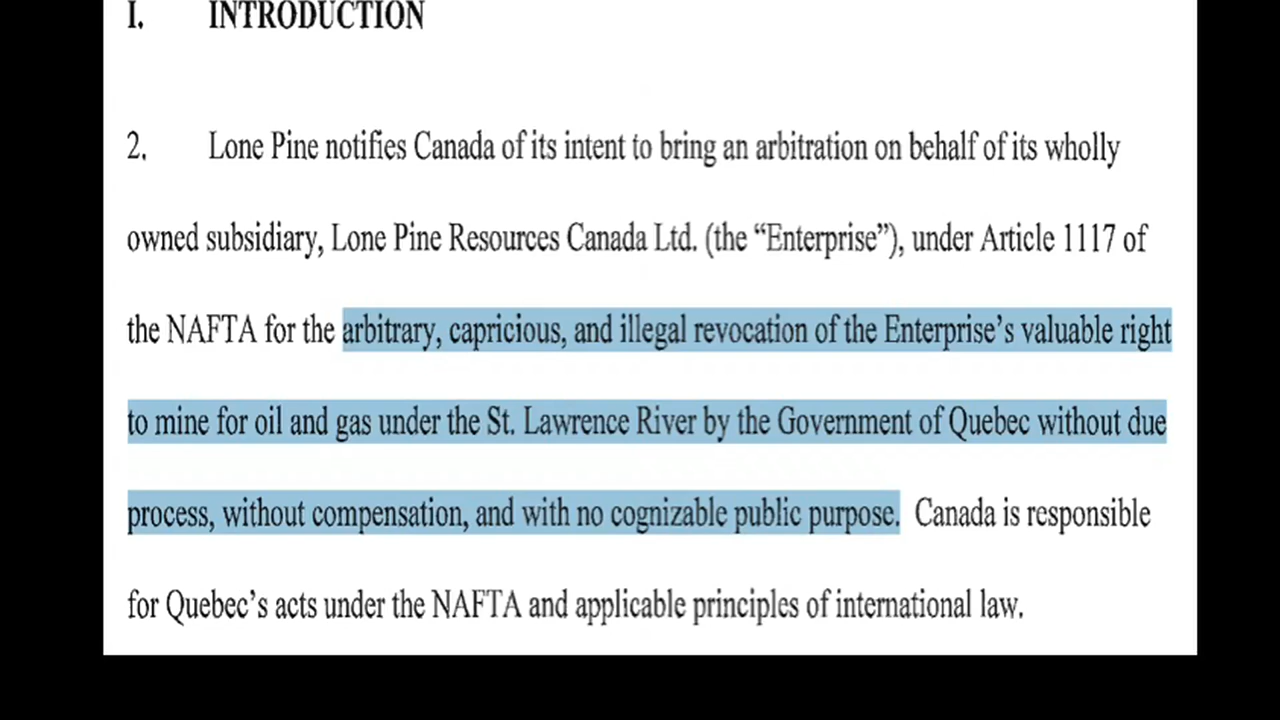 I. INTRODUCTION
2. Lone Pine notifies Canada of its intent to bring an arbitration on behalf of its wholly
owned subsidiary, Lone Pine Resources Canada Ltd. (the “Enterprise”), under Article 1117 of
the NAFTA for the arbitrary, capricious, and illegal revocation of the Enterprise’s valuable right
to mine for oil and gas under the St. Lawrence River by the Government of Quebec without due
process, without compensation, and with no cognizable public purpose. Canada is responsible
for Quebec’s acts under the NAFTA and applicable principles of international law.